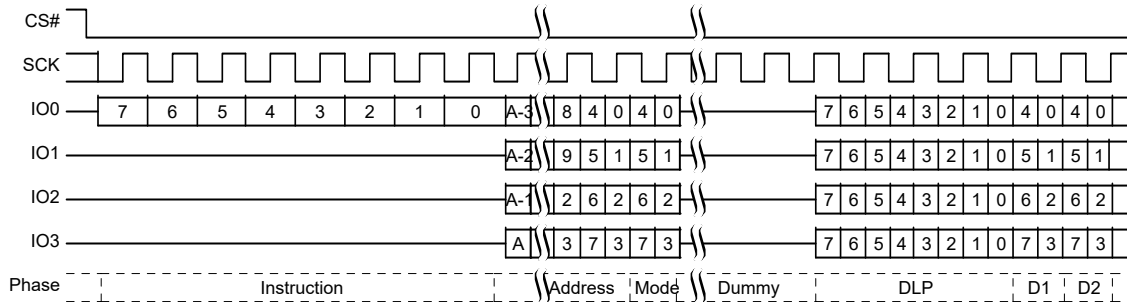 CS#
SCK
IO0 7 6 5 4 3 2 1 0 A-3 8 4 0 4 0 7 6 5 4 3 2 1 0 4 0 4 0
IO1 A-2 9 5 1 5 1 7 6 5 4 3 2 1 0 5 1 5 1
IO2 A-1 2 6 2 6 2 7 6 5 4 3 2 1 0 6 2 6 2
IO3 A 3 7 3 7 3 7 6 5 4 3 2 1 0 7 3 7 3
Phase Instruction Address Mode Dummy DLP D1 D2